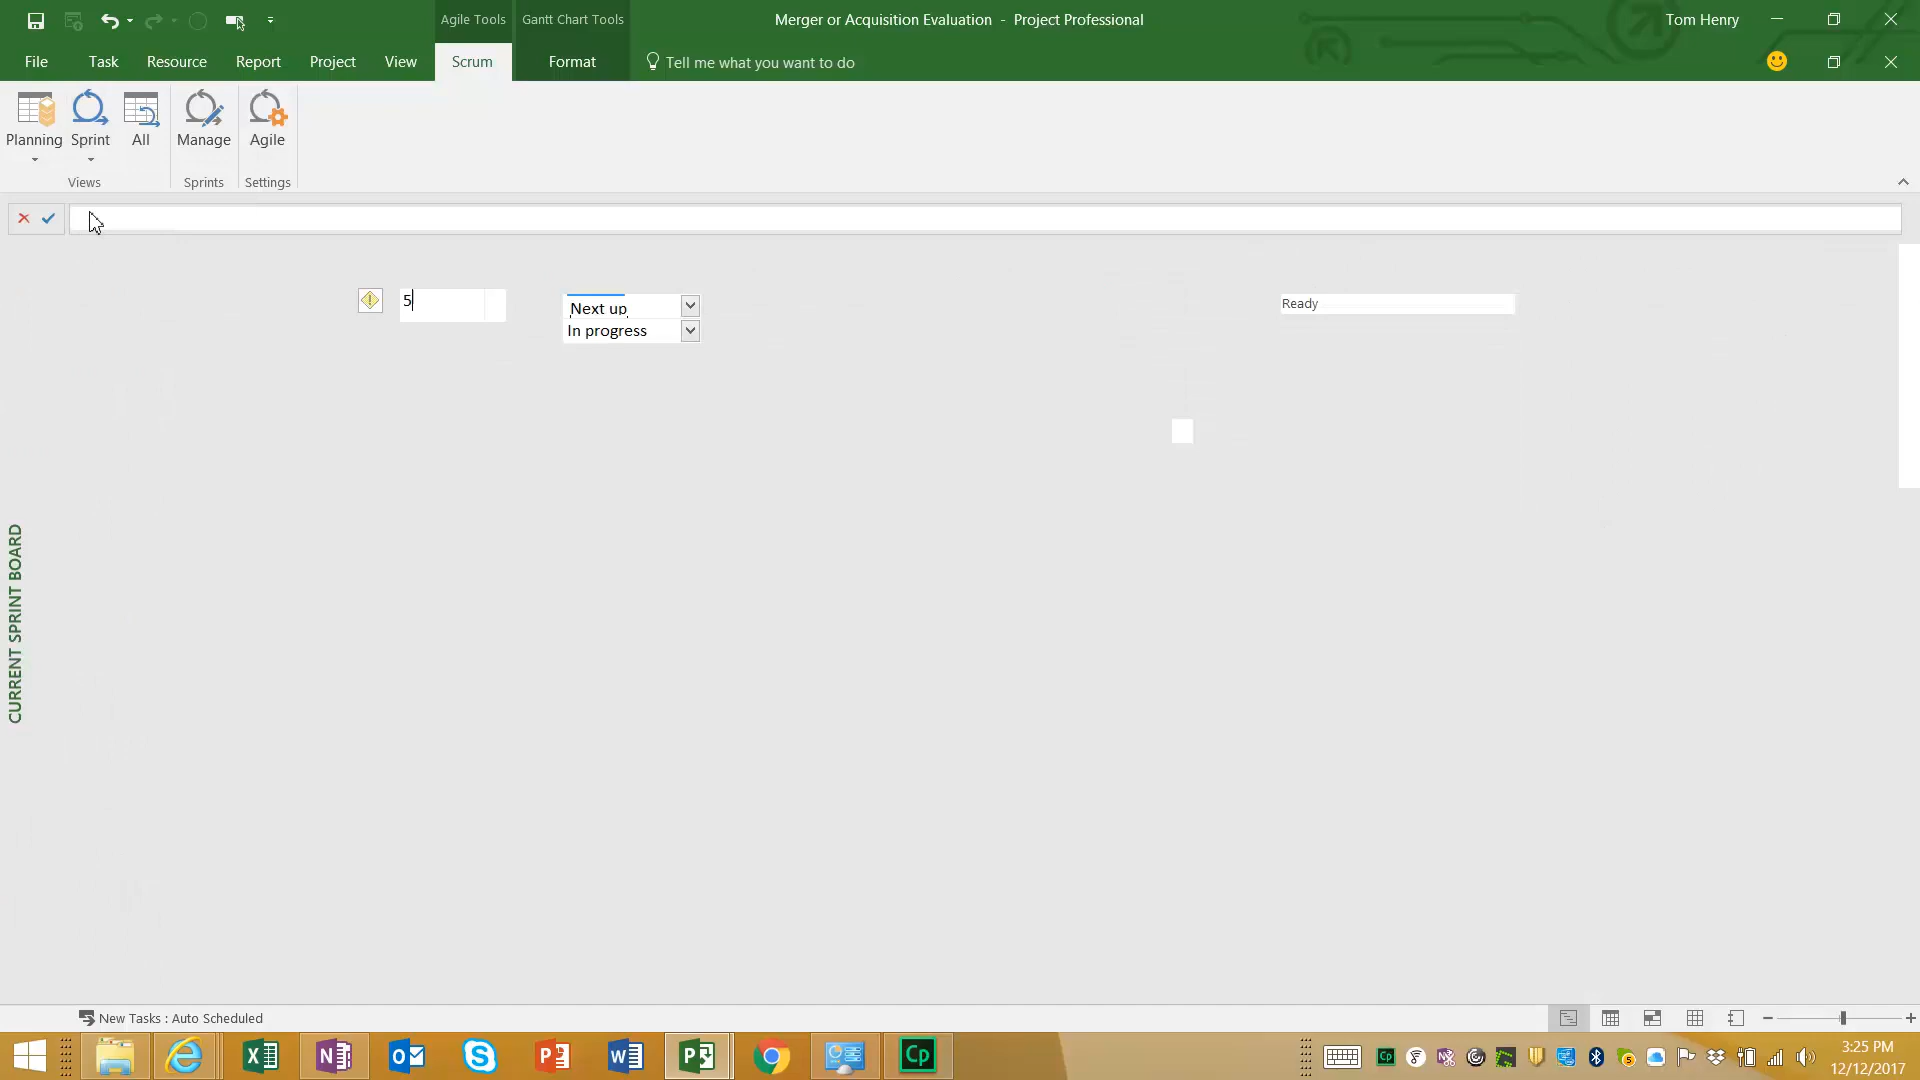 Agile Tools
Gantt Chart Tools
Merger or Acquisition Evaluation - Project Professional
Tom Henry
File
Task
Resource
Report
Project
View
Scrum
Format
Tell me what you want to do
Planning
Sprint
All
Manage
Agile
Views
Sprints
Settings
5
Next up
In progress
Ready
CURRENT SPRINT BOARD
New Tasks : Auto Scheduled
3:25 PM
12/12/2017